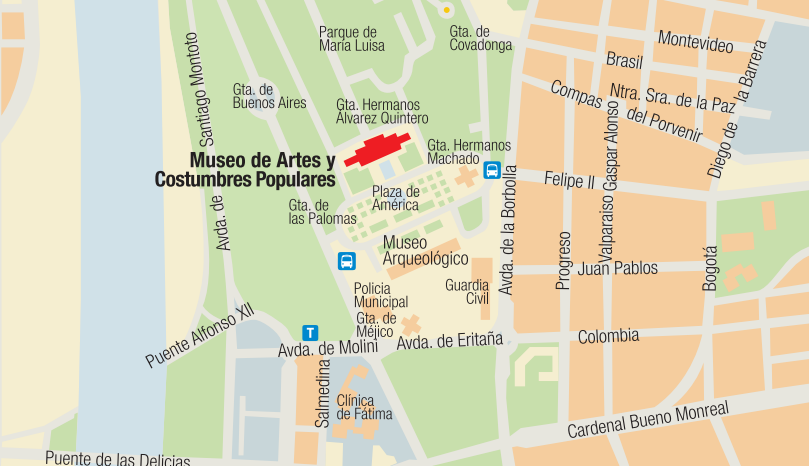 Parque de
María Luisa
Gta. de
Covadonga
Montevideo
Brasil
Avda. de Santiago Montoto
Gta. de
Buenos Aires
Gta. Hermanos
Álvarez Quintero
Compas del Porvenir
Ntra. Sra. de la Paz
Diego de la Barrera
Museo de Artes y
Costumbres Populares
Gta. Hermanos
Machado
Plaza de
América
Gta. de
las Palomas
Felipe II
Valparaiso Gaspar Alonso
Avda. de la Borbolla
Museo
Arqueológico
Progreso
Juan Pablos
Bogotá
Policia
Municipal
Guardia
Civil
Gta. de
Méjico
Puente Alfonso XII
T
Avda. de Molini
Avda. de Eritaña
Colombia
Salmedina
Clínica
de Fátima
Cardenal Bueno Monreal
Puente de las Delicias